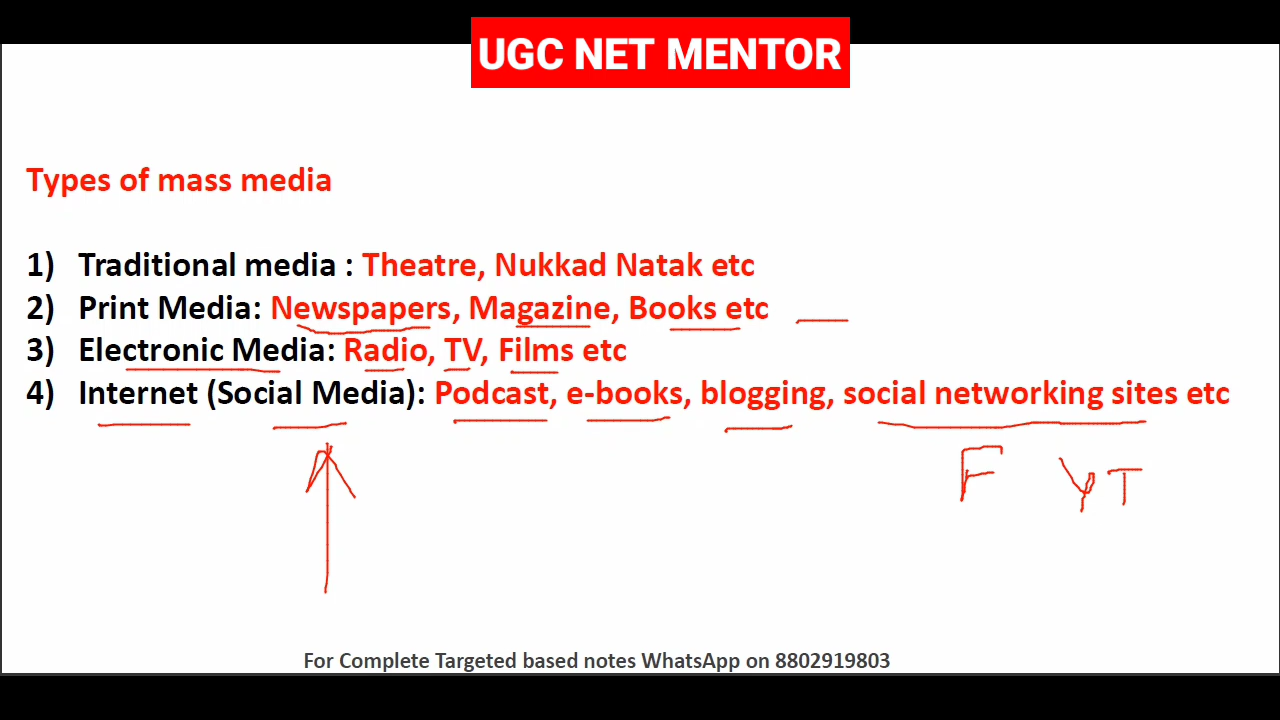 UGC NET MENTOR
Types of mass media
1) Traditional media : Theatre, Nukkad Natak etc
2) Print Media: Newspapers, Magazine, Books etc
3) Electronic Media: Radio, TV, Films etc
4) Internet (Social Media): Podcast, e-books, blogging, social networking sites etc
F YT
For Complete Targeted based notes WhatsApp on 8802919803